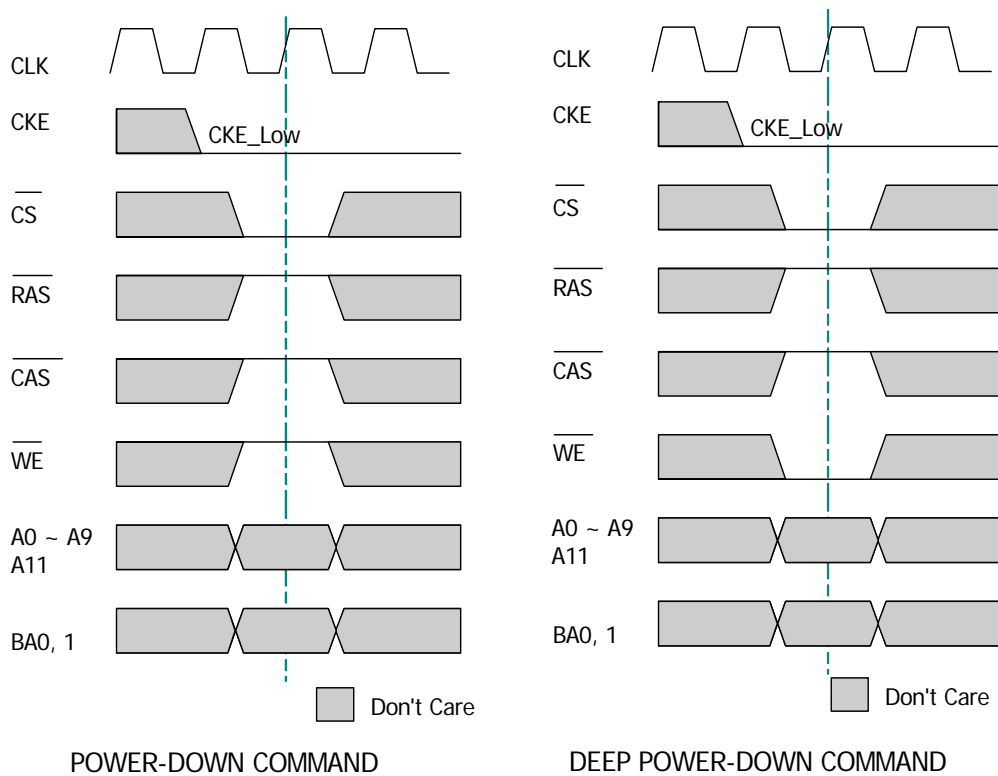 CLK
CKE
CKE_Low
CS
RAS
CAS
WE
A0 ~ A9
A11
BA0, 1
Don't Care
POWER-DOWN COMMAND
CLK
CKE
CKE_Low
CS
RAS
CAS
WE
A0 ~ A9
A11
BA0, 1
Don't Care
DEEP POWER-DOWN COMMAND